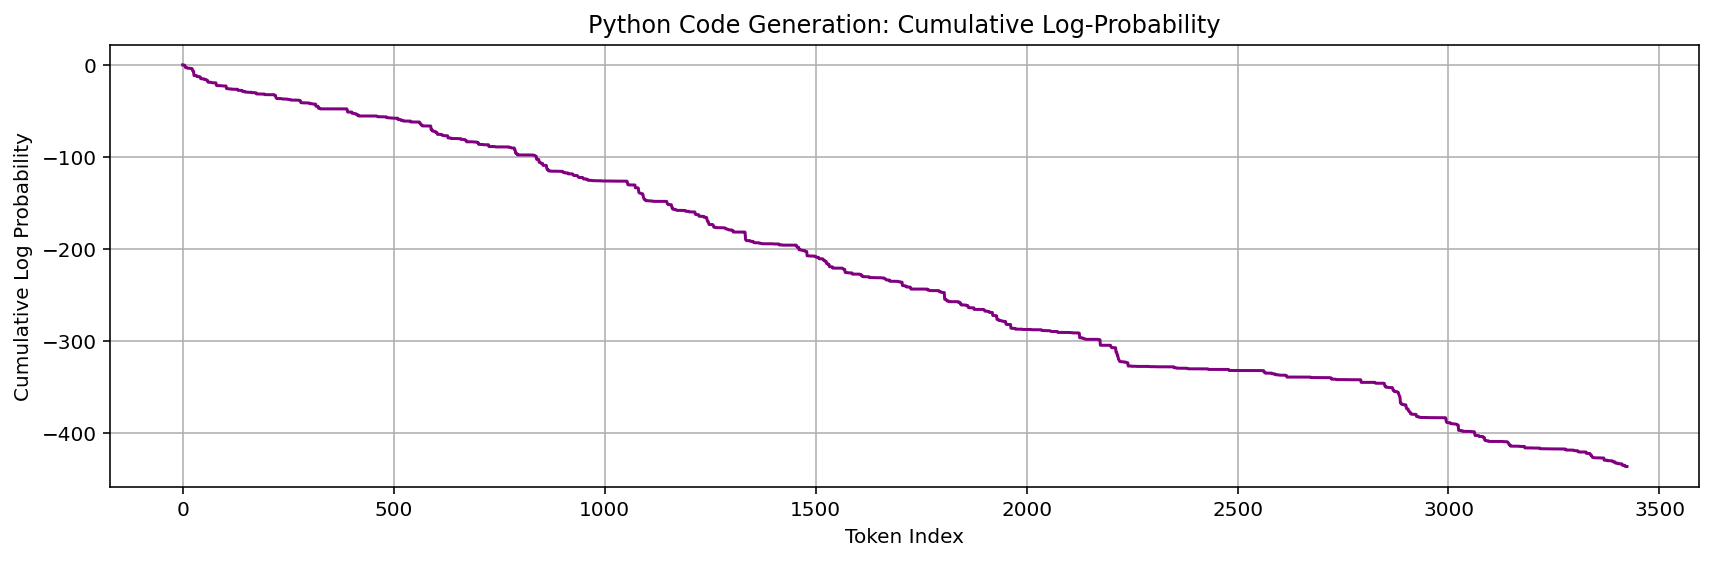 Python Code Generation: Cumulative Log-Probability
Cumulative Log Probability
0
−100
−200
−300
−400
0 500 1000 1500 2000 2500 3000 3500
Token Index